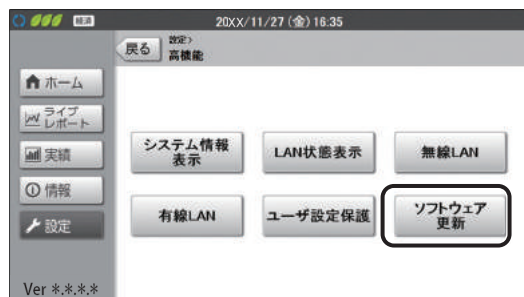 経済
20XX/11/27(金)16:35
戻る
設定>
高機能
ホーム
ライブ
レポート
実績
情報
設定
システム情報
表示
LAN状態表示
無線LAN
有線LAN
ユーザ設定保護
ソフトウェア
更新
Ver *.*.*.*